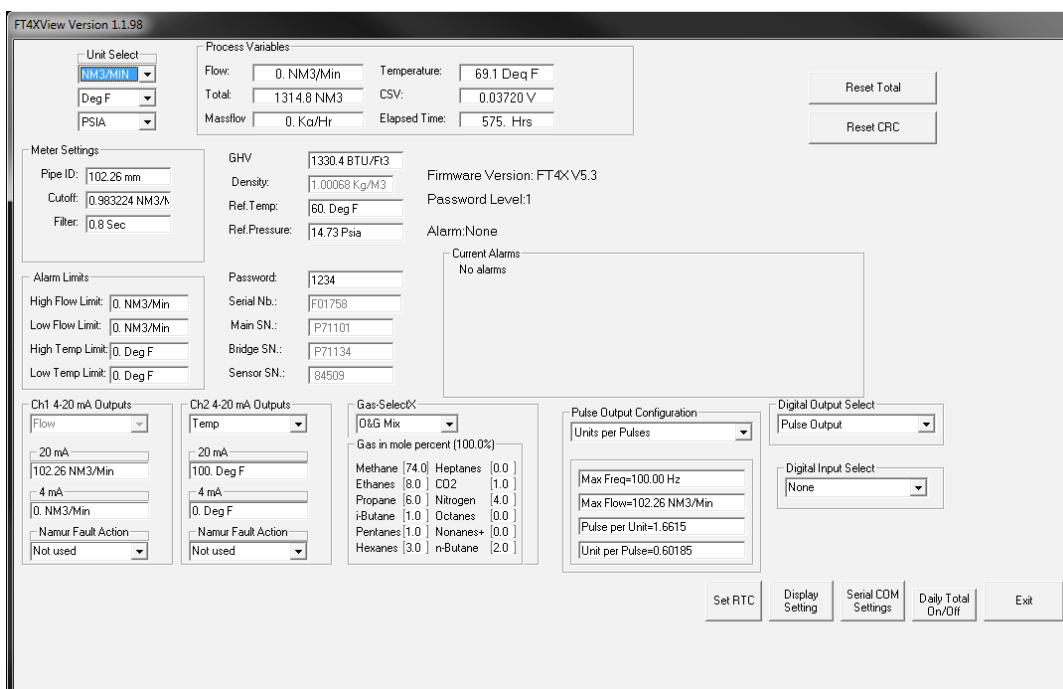 FT4XView Version 1.1.98
Unit Select
NM3/MIN
Deg F
PSIA
Process Variables
Flow: 0. NM3/Min Temperature: 69.1 Deg F
Total: 1314.8 NM3 CSV: 0.03720 V
Massflow 0. Kg/Hr Elapsed Time: 575. Hrs
Reset Total
Reset CRC
Meter Settings
Pipe ID: 102.26 mm
Cutoff: 0.983224 NM3/M
Filter: 0.8 Sec
GHV 1330.4 BTU/Ft3
Density: 1.00068 Kg/M3
Ref.Temp: 60. Deg F
Ref.Pressure: 14.73 Psia
Firmware Version: FT4X V5.3
Password Level:1
Alarm:None
Current Alarms
No alarms
Alarm Limits
High Flow Limit: 0. NM3/Min
Low Flow Limit: 0. NM3/Min
High Temp Limit: 0. Deg F
Low Temp Limit: 0. Deg F
Password: 1234
Serial Nb.: F01758
Main SN.: P71101
Bridge SN.: P71134
Sensor SN.: 84509
Ch1 4-20 mA Outputs
Flow
20 mA
102.26 NM3/Min
4 mA
0. NM3/Min
Namur Fault Action
Not used
Ch2 4-20 mA Outputs
Temp
20 mA
100. Deg F
4 mA
0. Deg F
Namur Fault Action
Not used
Gas-SelectX
O&G Mix
Gas in mole percent (100.0%)
Methane [74.0] Heptanes [0.0 ]
Ethanes [8.0 ] CO2 [1.0 ]
Propane [6.0 ] Nitrogen [4.0 ]
i-Butane [1.0 ] Octanes [0.0 ]
Pentanes [1.0 ] Nonanes+ [0.0 ]
Hexanes [3.0 ] n-Butane [2.0 ]
Pulse Output Configuration
Units per Pulses
Max Freq=100.00 Hz
Max Flow=102.26 NM3/Min
Pulse per Unit=1.6615
Unit per Pulse=0.60185
Digital Output Select
Pulse Output
Digital Input Select
None
Set RTC
Display Setting
Serial COM Settings
Daily Total On/Off
Exit